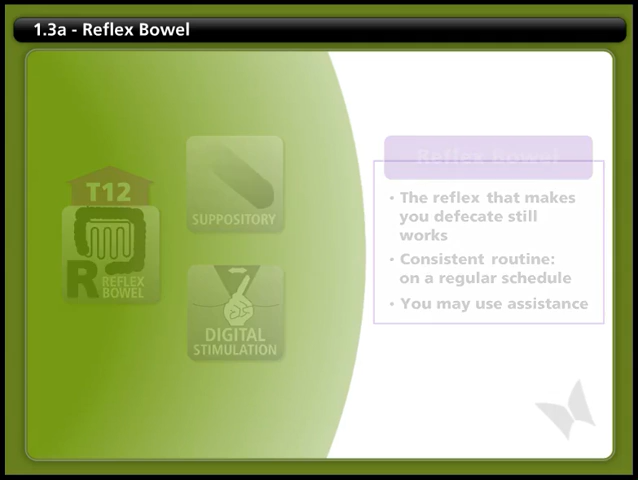 1.3a - Reflex Bowel
T12
R REFLEX
BOWEL
SUPPOSITORY
DIGITAL
STIMULATION
Reflex Bowel
• The reflex that makes
you defecate still
works
• Consistent routine:
on a regular schedule
• You may use assistance